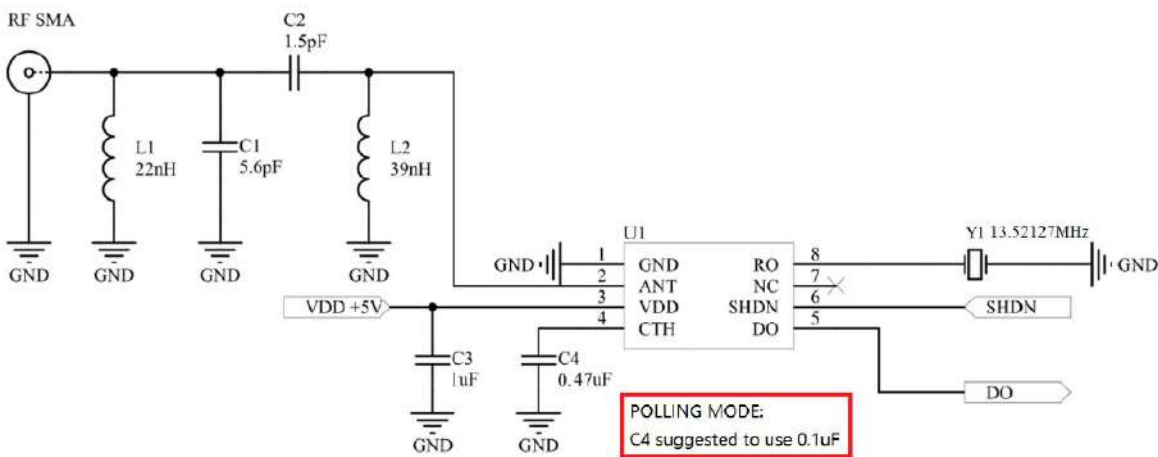 RF SMA
C2
1.5pF
L1
22nH
C1
5.6pF
L2
39nH
GND
GND
GND
GND
U1
Y1 13.52127MHz
GND
1
GND
RO
8
GND
2
ANT
NC
7
VDD +5V
3
VDD
SHDN
6
SHDN
4
CTH
DO
5
C3
1uF
C4
0.47uF
DO
GND
GND
POLLING MODE:
C4 suggested to use 0.1uF